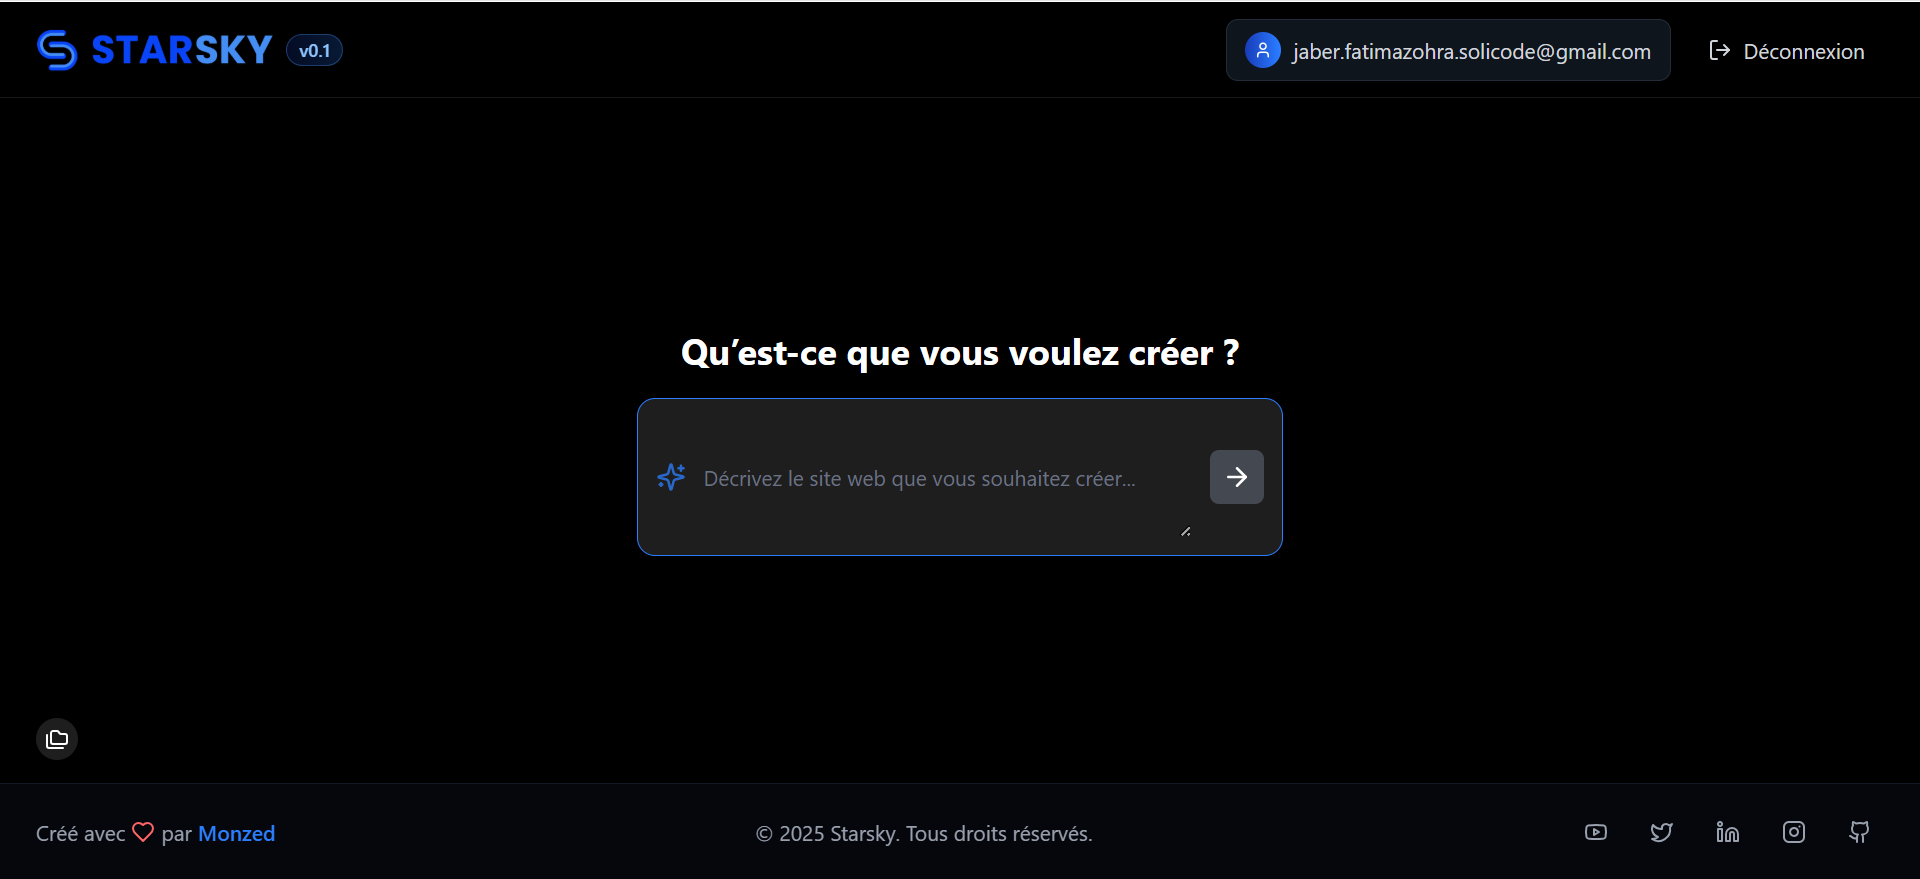 STARSKY v0.1
jaber.fatimazohra.solicode@gmail.com
Déconnexion
Qu’est-ce que vous voulez créer ?
Décrivez le site web que vous souhaitez créer...
Créé avec par Monzed
© 2025 Starsky. Tous droits réservés.